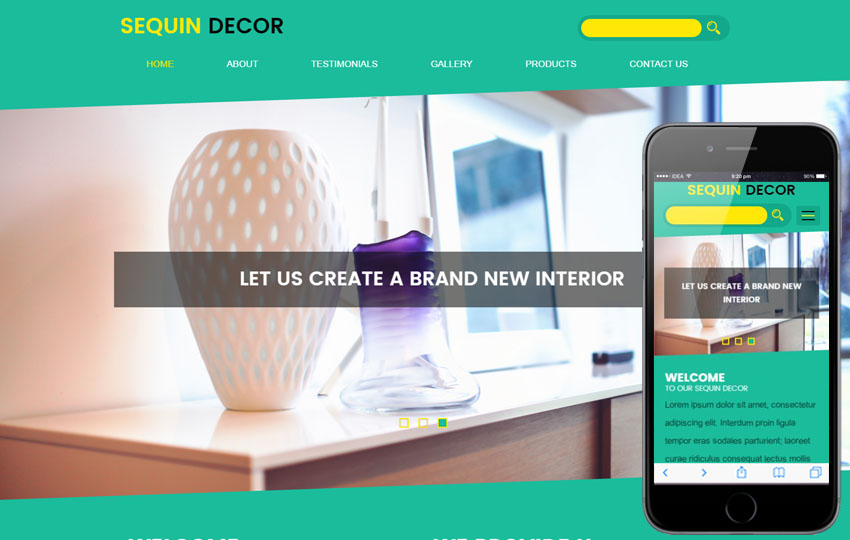 SEQUIN DECOR
HOME ABOUT TESTIMONIALS GALLERY PRODUCTS CONTACT US
LET US CREATE A BRAND NEW INTERIOR
IDEA 9:20 pm 90%
SEQUIN DECOR
LET US CREATE A BRAND NEW
INTERIOR
WELCOME
TO OUR SEQUIN DECOR
Lorem ipsum dolor sit amet, consectetur
adipiscing elit. Interdum proin ligula
tempor eras sodales parturient; laoreet
curae ridiculus consequat lectus mollis
WELCOME